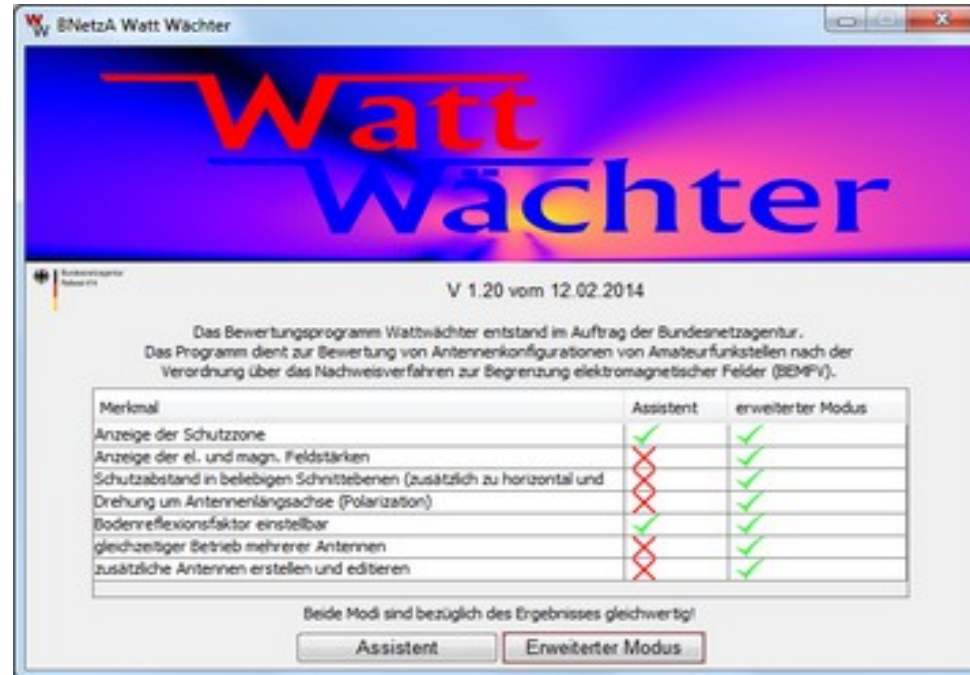 BNetzA Watt Wächter
Watt
Wächter
Bundesnetzagentur
V 1.20 vom 12.02.2014
Das Bewertungsprogramm Wattwächter entstand im Auftrag der Bundesnetzagentur.
Das Programm dient zur Bewertung von Antennenkonfigurationen von Amateurfunkstellen nach der
Verordnung über das Nachweisverfahren zur Begrenzung elektromagnetischer Felder (BEMFV).
Merkmal Assistent erweiterter Modus
Anzeige der Schutzzone
Anzeige der el. und magn. Feldstärken
Schutzabstand in beliebigen Schnittebenen (zusätzlich zu horizontal und
Drehung um Antennenlängsachse (Polarization)
Bodenreflexionsfaktor einstellbar
gleichzeitiger Betrieb mehrerer Antennen
zusätzliche Antennen erstellen und editieren
Beide Modi sind bezüglich des Ergebnisses gleichwertig!
Assistent Erweiterter Modus